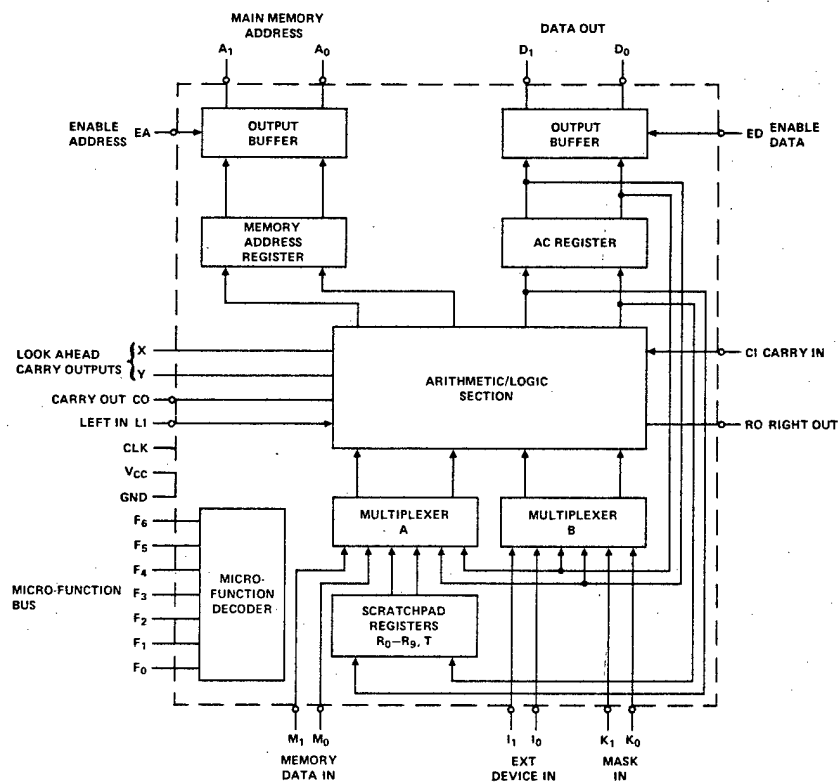 MAIN MEMORY
ADDRESS
A1 A0
DATA OUT
D1 D0
ENABLE
ADDRESS EA
OUTPUT
BUFFER
OUTPUT
BUFFER
ED ENABLE
DATA
MEMORY
ADDRESS
REGISTER
AC REGISTER
LOOK AHEAD
CARRY OUTPUTS
X
Y
CARRY OUT CO
LEFT IN L1
CLK
VCC
GND
ARITHMETIC/LOGIC
SECTION
CI CARRY IN
RO RIGHT OUT
MULTIPLEXER
A
MULTIPLEXER
B
MICRO-FUNCTION
BUS
F6
F5
F4
F3
F2
F1
F0
MICRO-
FUNCTION
DECODER
SCRATCHPAD
REGISTERS
R0–R9, T
M1 M0
MEMORY
DATA IN
I1 I0
EXT
DEVICE IN
K1 K0
MASK
IN